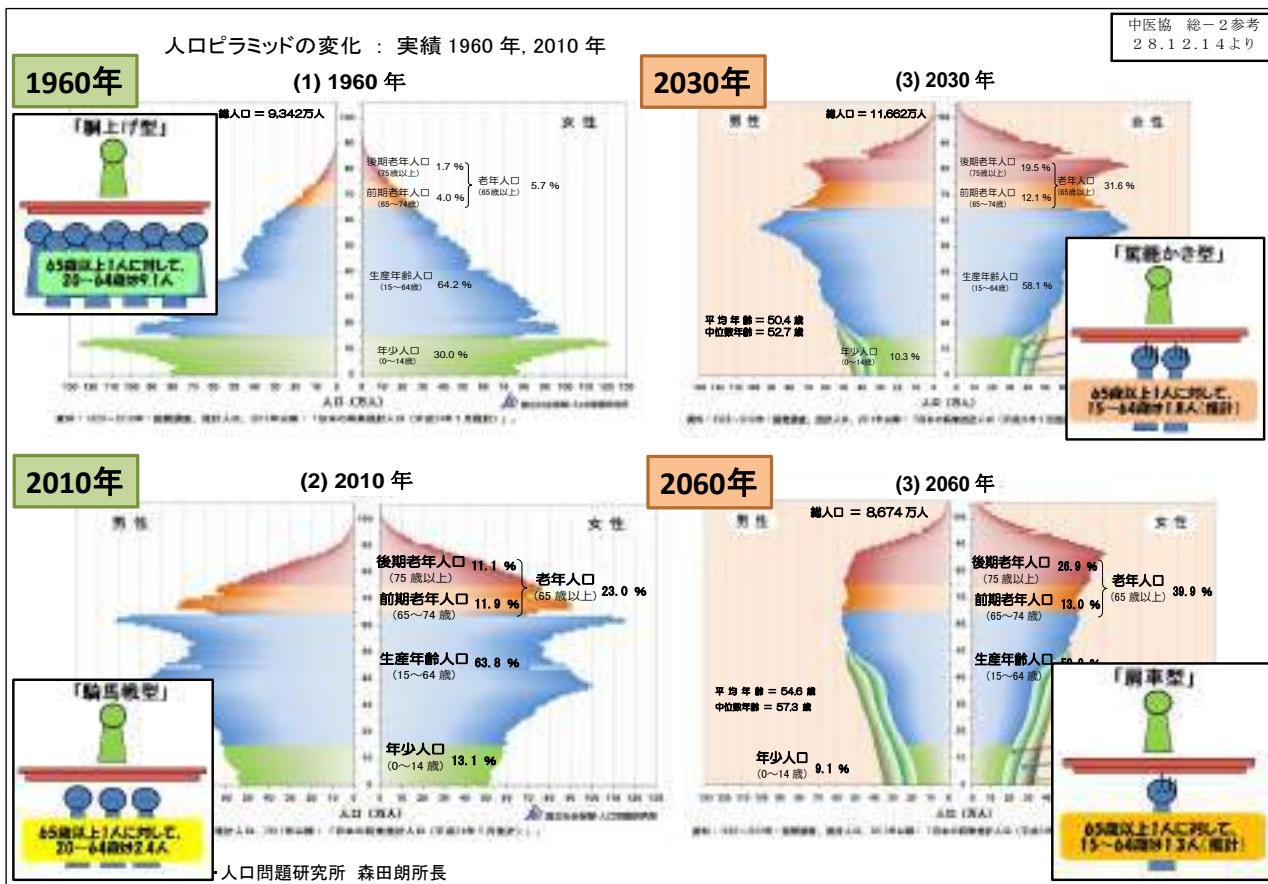 中医協 総－2参考
28.12.14より
人口ピラミッドの変化 ： 実績 1960 年, 2010 年
1960年
(1) 1960 年
「胴上げ型」
総人口 = 9,342万人
女 性
後期老年人口
(75歳以上)
1.7 %
前期老年人口
(65～74歳)
4.0 %
老年人口
(65歳以上)
5.7 %
生産年齢人口
(15～64歳)
64.2 %
年少人口
(0～14歳)
30.0 %
65歳以上1人に対して、
20～64歳は9.1人
人 口 （万人）
2030年
(3) 2030 年
総人口 = 11,662万人
男 性
女 性
後期老年人口
(75歳以上)
19.5 %
前期老年人口
(65～74歳)
12.1 %
老年人口
(65歳以上)
31.6 %
生産年齢人口
(15～64歳)
58.1 %
平 均 年 齢 = 50.4 歳
中位数年齢 = 52.7 歳
年少人口
(0～14歳)
10.3 %
人 口 （万人）
「駕籠かき型」
65歳以上1人に対して、
15～64歳は1.8人（推計）
2010年
(2) 2010 年
男 性
女 性
後期老年人口 11.1 %
(75 歳以上)
前期老年人口 11.9 %
(65～74 歳)
老年人口
(65 歳以上)
23.0 %
生産年齢人口 63.8 %
(15～64 歳)
年少人口
(0～14 歳) 13.1 %
人 口 （万人）
「騎馬戦型」
65歳以上1人に対して、
20～64歳は2.4人
・人口問題研究所 森田朗所長
2060年
(3) 2060 年
総人口 = 8,674 万人
男 性
女 性
後期老年人口 26.9 %
(75 歳以上)
前期老年人口 13.0 %
(65～74 歳)
老年人口
(65 歳以上)
39.9 %
生産年齢人口
(15～64 歳)
平 均 年 齢 = 54.6 歳
中位数年齢 = 57.3 歳
年少人口
(0～14 歳) 9.1 %
人 口 （万人）
「肩車型」
65歳以上1人に対して、
15～64歳は1.3人（推計）